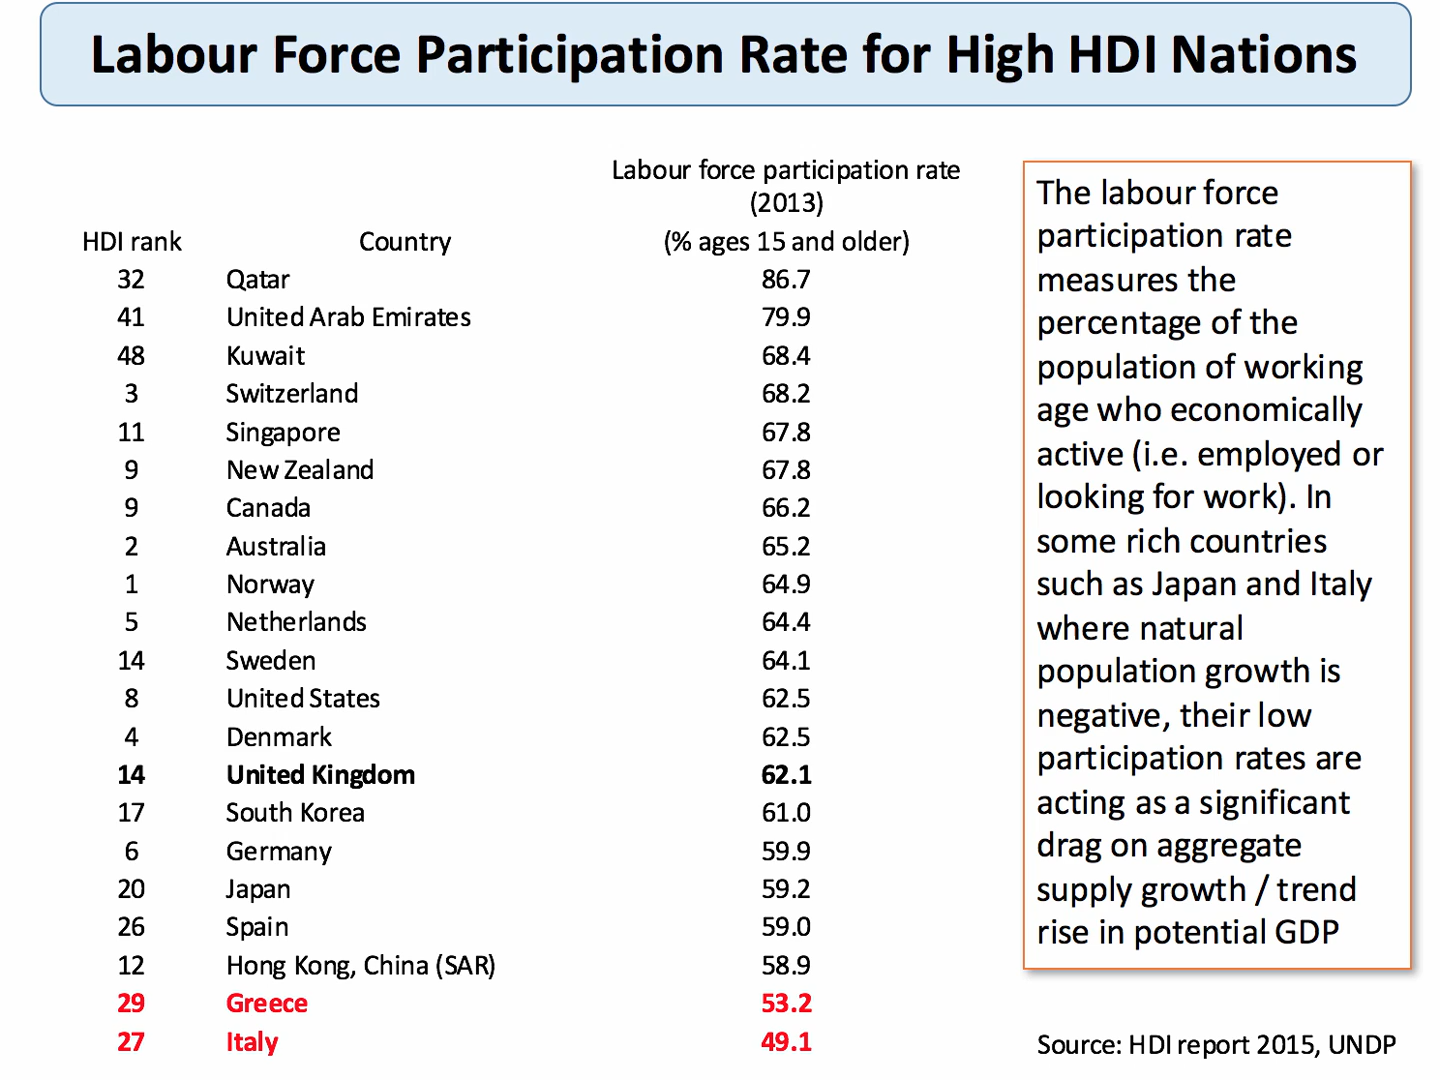 Labour Force Participation Rate for High HDI Nations
Labour force participation rate
(2013)
HDI rank Country (% ages 15 and older)
32 Qatar 86.7
41 United Arab Emirates 79.9
48 Kuwait 68.4
3 Switzerland 68.2
11 Singapore 67.8
9 New Zealand 67.8
9 Canada 66.2
2 Australia 65.2
1 Norway 64.9
5 Netherlands 64.4
14 Sweden 64.1
8 United States 62.5
4 Denmark 62.5
14 United Kingdom 62.1
17 South Korea 61.0
6 Germany 59.9
20 Japan 59.2
26 Spain 59.0
12 Hong Kong, China (SAR) 58.9
29 Greece 53.2
27 Italy 49.1
The labour force
participation rate
measures the
percentage of the
population of working
age who economically
active (i.e. employed or
looking for work). In
some rich countries
such as Japan and Italy
where natural
population growth is
negative, their low
participation rates are
acting as a significant
drag on aggregate
supply growth / trend
rise in potential GDP
Source: HDI report 2015, UNDP